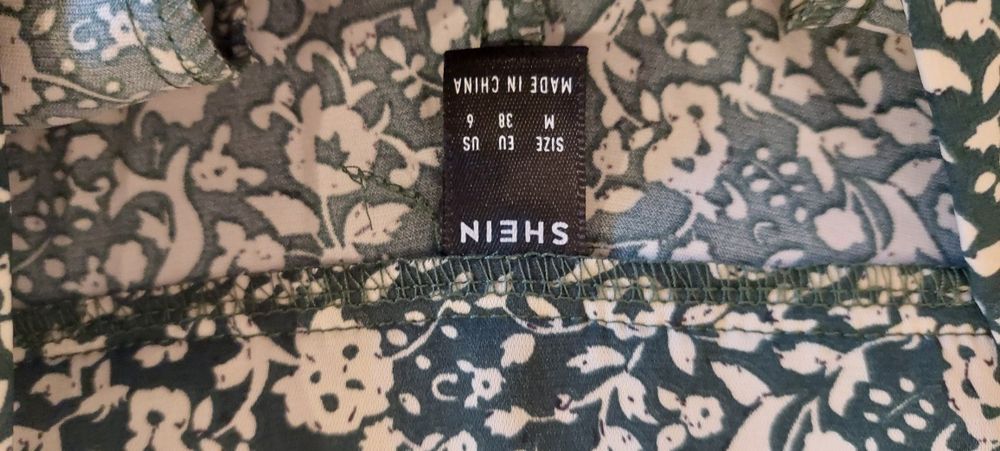 SHEIN
SIZE EU US
M 38 6
MADE IN CHINA